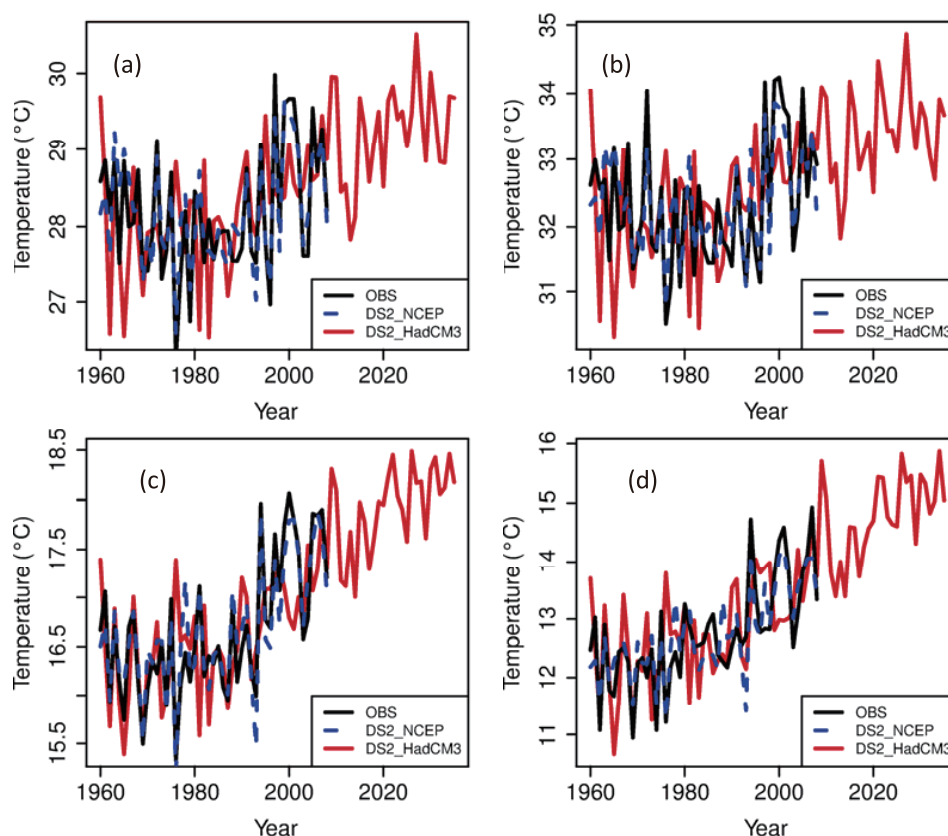 (a)
Temperature (°C)
30
29
28
27
OBS
DS2_NCEP
DS2_HadCM3
1960
1980
2000
2020
Year
(b)
Temperature (°C)
35
34
33
32
31
OBS
DS2_NCEP
DS2_HadCM3
1960
1980
2000
2020
Year
(c)
Temperature (°C)
18.5
17.5
16.5
15.5
OBS
DS2_NCEP
DS2_HadCM3
1960
1980
2000
2020
Year
(d)
Temperature (°C)
16
15
14
13
12
11
OBS
DS2_NCEP
DS2_HadCM3
1960
1980
2000
2020
Year